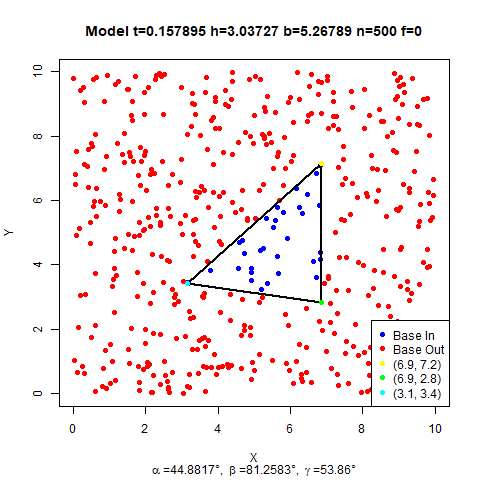 Model t=0.157895 h=3.03727 b=5.26789 n=500 f=0
10
8
6
4
2
0
Y
Base In
Base Out
(6.9, 7.2)
(6.9, 2.8)
(3.1, 3.4)
0 2 4 6 8 10
X
α=44.8817°, β=81.2583°, γ=53.86°